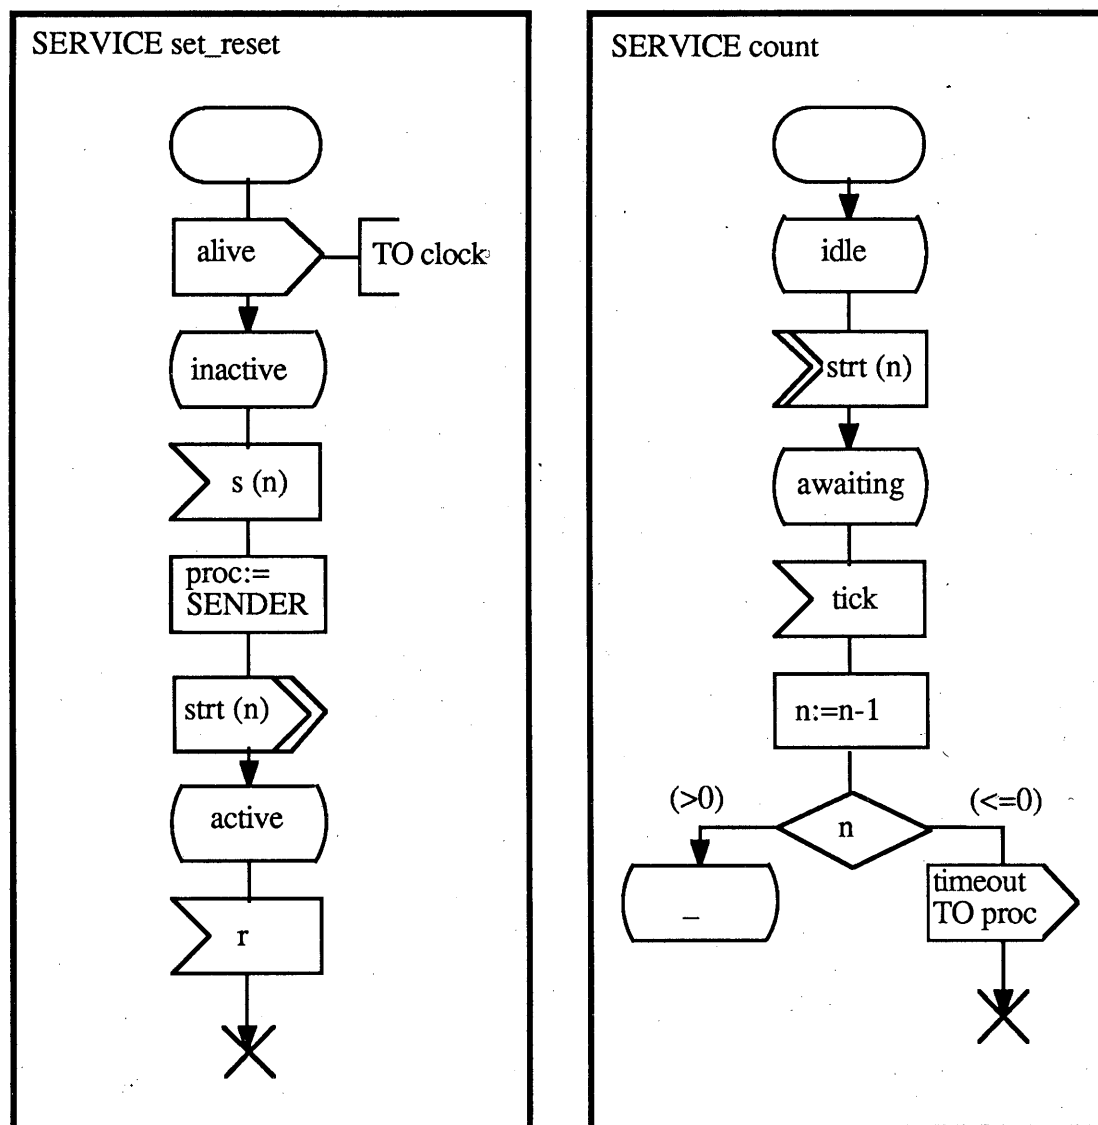 SERVICE set_reset
alive
TO clock
inactive
s (n)
proc:=
SENDER
strt (n)
active
r
SERVICE count
idle
strt (n)
awaiting
tick
n:=n-1
(>0)
n
(<=0)
_
timeout
TO proc